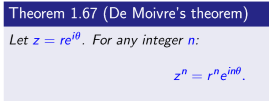 Theorem 1.67 (De Moivre's theorem)
Let z = re^{iθ}. For any integer n:
z^n = r^n e^{inθ}.